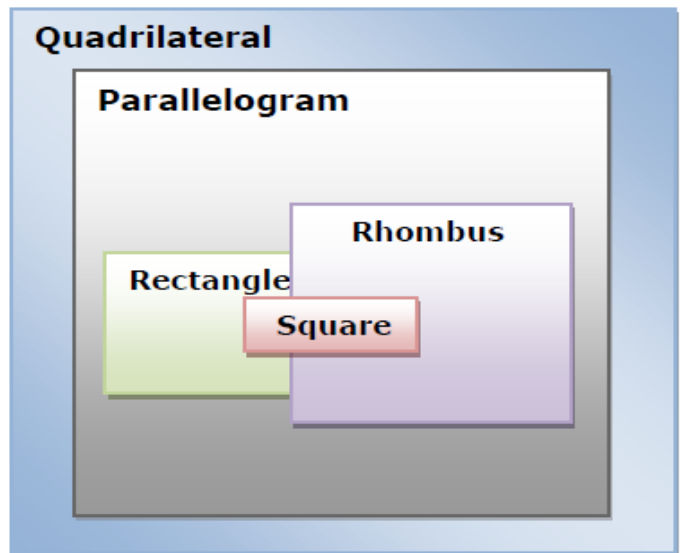 Quadrilateral
Parallelogram
Rhombus
Rectangle
Square